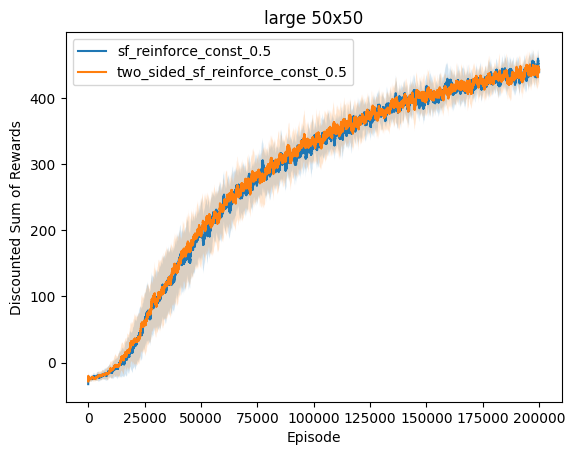 large 50x50
sf_reinforce_const_0.5
two_sided_sf_reinforce_const_0.5
Discounted Sum of Rewards
400
300
200
100
0
0 25000 50000 75000 100000 125000 150000 175000 200000
Episode